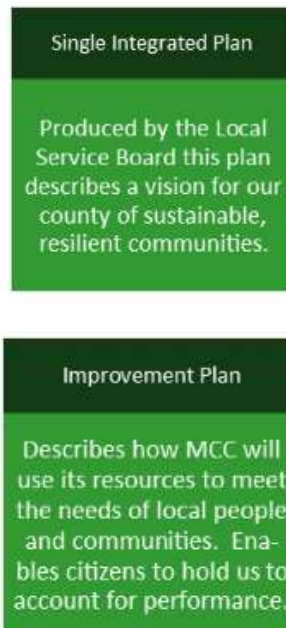 Single Integrated Plan
Produced by the Local
Service Board this plan
describes a vision for our
county of sustainable,
resilient communities.
Improvement Plan
Describes how MCC will
use its resources to meet
the needs of local people
and communities.  Ena-
bles citizens to hold us to
account for performance.